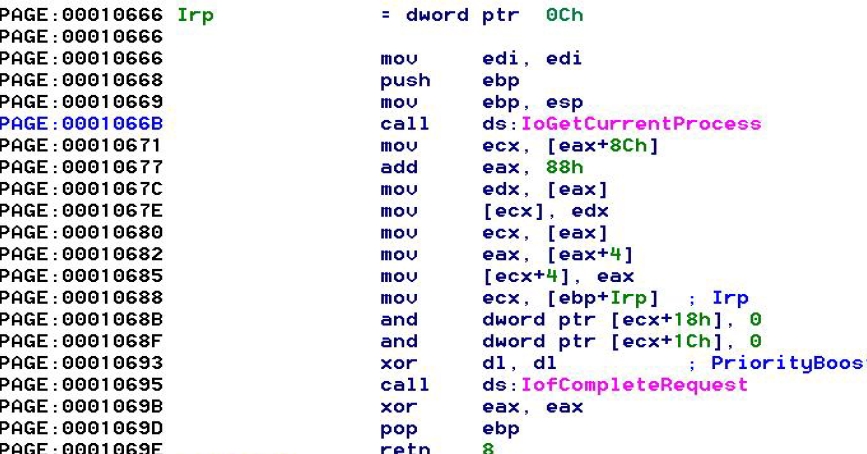 PAGE:00010666 Irp = dword ptr 0Ch
PAGE:00010666
PAGE:00010666 mov edi, edi
PAGE:00010668 push ebp
PAGE:00010669 mov ebp, esp
PAGE:0001066B call ds:IoGetCurrentProcess
PAGE:00010671 mov ecx, [eax+8Ch]
PAGE:00010677 add eax, 88h
PAGE:0001067C mov edx, [eax]
PAGE:0001067E mov [ecx], edx
PAGE:00010680 mov ecx, [eax]
PAGE:00010682 mov eax, [eax+4]
PAGE:00010685 mov [ecx+4], eax
PAGE:00010688 mov ecx, [ebp+Irp] ; Irp
PAGE:0001068B and dword ptr [ecx+18h], 0
PAGE:0001068F and dword ptr [ecx+1Ch], 0
PAGE:00010693 xor dl, dl ; PriorityBoos
PAGE:00010695 call ds:IofCompleteRequest
PAGE:0001069B xor eax, eax
PAGE:0001069D pop ebp
PAGE:0001069E retn 8